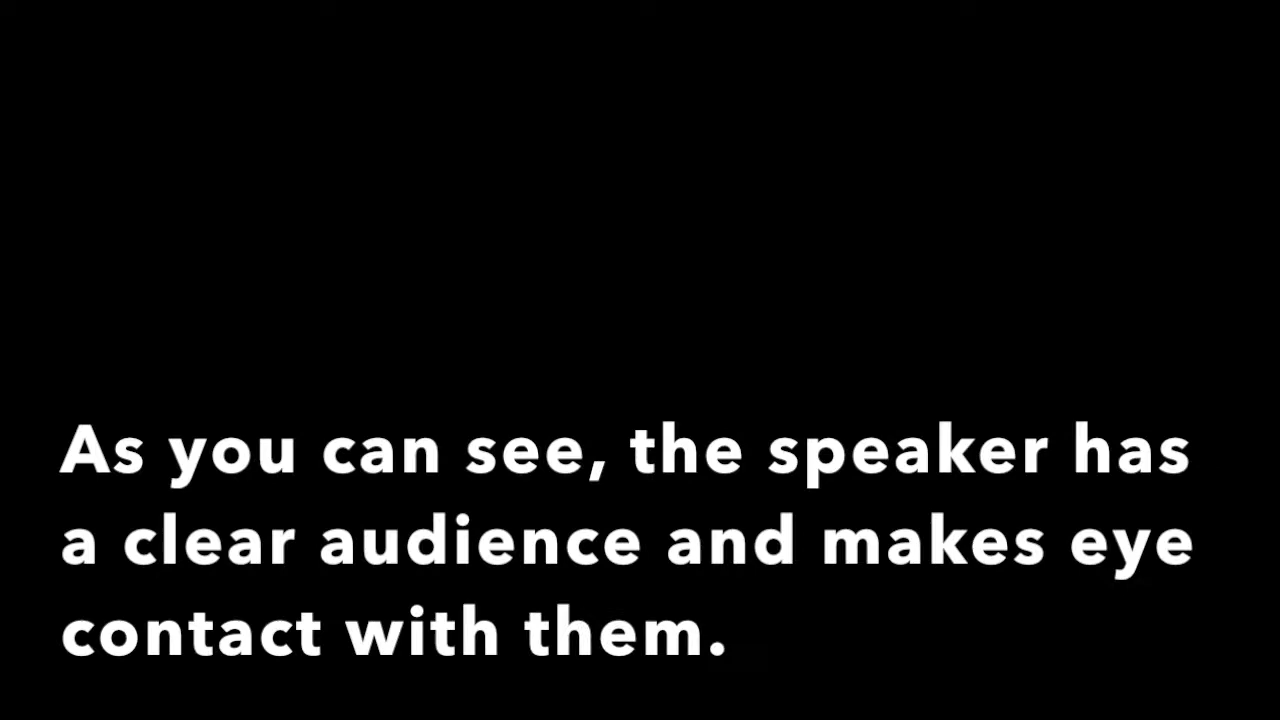 As you can see, the speaker has
a clear audience and makes eye
contact with them.